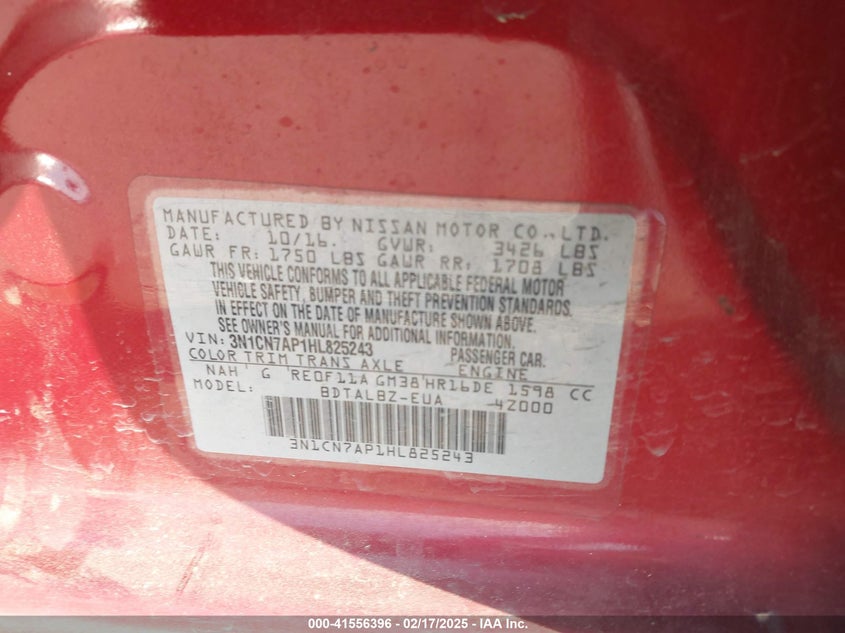 MANUFACTURED BY NISSAN MOTOR CO.,LTD.
DATE: 10/16. GVWR: 3426 LBS
GAWR FR: 1750 LBS GAWR RR: 1708 LBS
THIS VEHICLE CONFORMS TO ALL APPLICABLE FEDERAL MOTOR
VEHICLE SAFETY, BUMPER AND THEFT PREVENTION STANDARDS.
IN EFFECT ON THE DATE OF MANUFACTURE SHOWN ABOVE.
SEE OWNER'S MANUAL FOR ADDITIONAL INFORMATION.
VIN: 3N1CN7AP1HL825243 PASSENGER CAR.
COLOR TRIM TRANS AXLE ENGINE
NAH G RE0F11A GM38 HR16DE 1598 CC
MODEL: BDTALBZ-EUA 42000
3N1CN7AP1HL825243
000-41556396 - 02/17/2025 - IAA Inc.